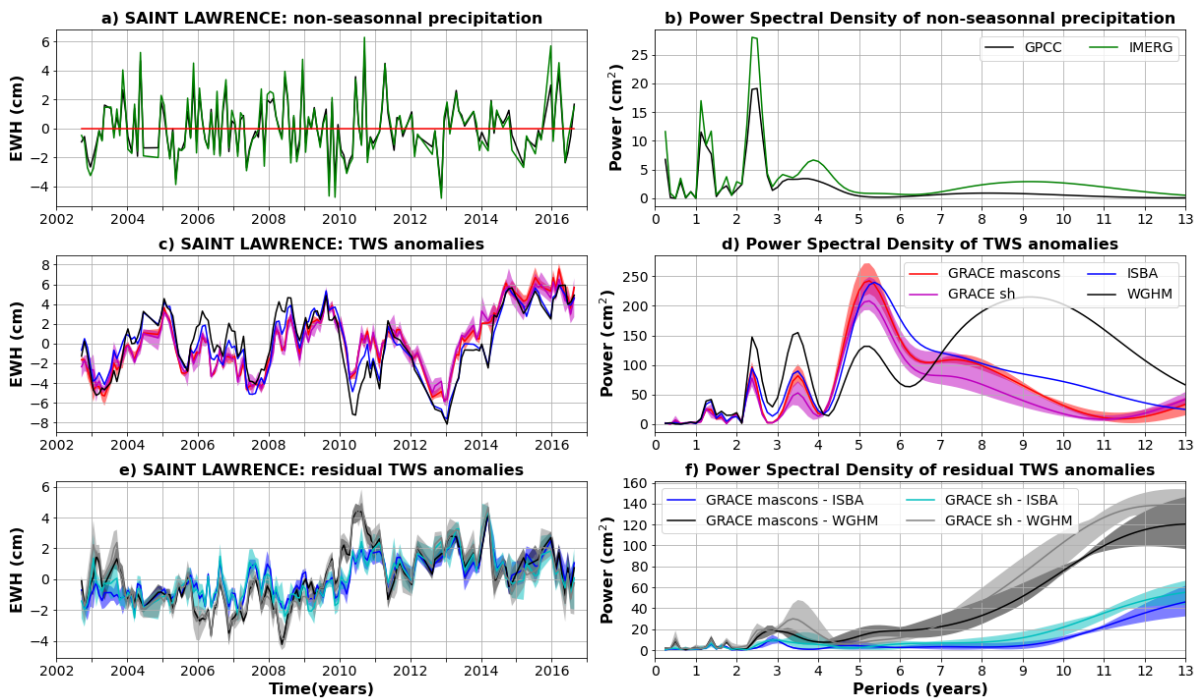 a) SAINT LAWRENCE: non-seasonnal precipitation
EWH (cm)
6
4
2
0
−2
−4
2002 2004 2006 2008 2010 2012 2014 2016
b) Power Spectral Density of non-seasonnal precipitation
GPCC IMERG
Power (cm²)
25
20
15
10
5
0
0 1 2 3 4 5 6 7 8 9 10 11 12 13
c) SAINT LAWRENCE: TWS anomalies
EWH (cm)
8
6
4
2
0
−2
−4
−6
−8
2002 2004 2006 2008 2010 2012 2014 2016
d) Power Spectral Density of TWS anomalies
GRACE mascons ISBA
GRACE sh WGHM
Power (cm²)
250
200
150
100
50
0
0 1 2 3 4 5 6 7 8 9 10 11 12 13
e) SAINT LAWRENCE: residual TWS anomalies
EWH (cm)
6
4
2
0
−2
−4
2002 2004 2006 2008 2010 2012 2014 2016
Time(years)
f) Power Spectral Density of residual TWS anomalies
GRACE mascons - ISBA GRACE sh - ISBA
GRACE mascons - WGHM GRACE sh - WGHM
Power (cm²)
160
140
120
100
80
60
40
20
0
0 1 2 3 4 5 6 7 8 9 10 11 12 13
Periods (years)